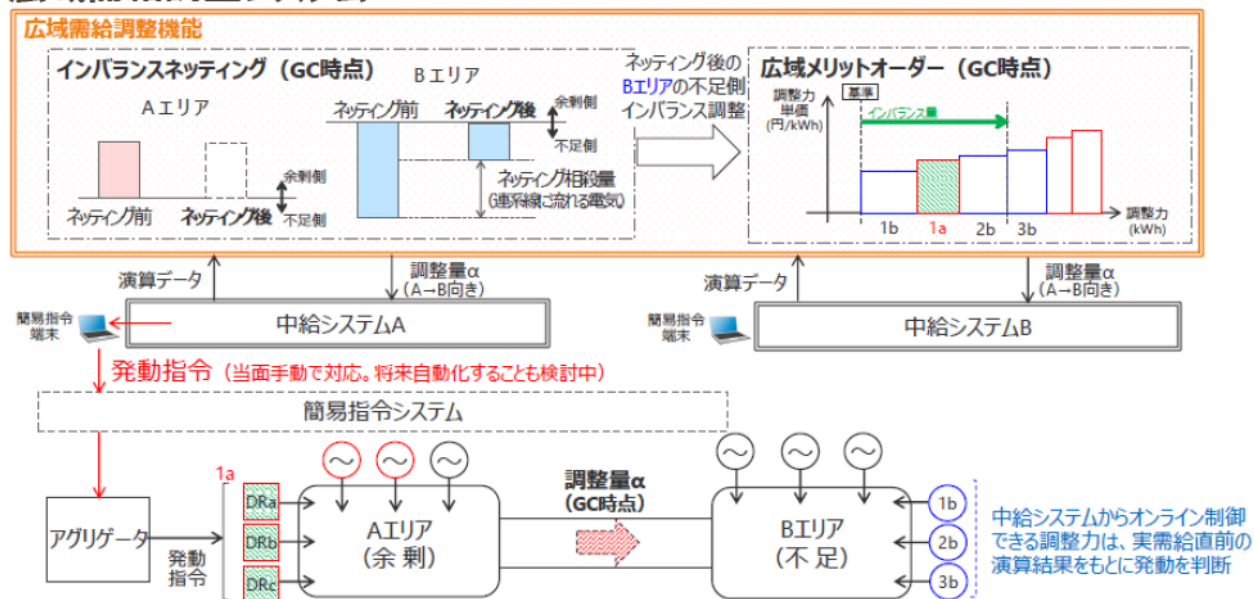 広域需給調整機能
インバランスネッティング（GC時点）
Aエリア
Bエリア
ネッティング前
ネッティング後
余剰側
不足側
ネッティング前
ネッティング後
余剰側
不足側
ネッティング相殺量
（連系線に流れる電気）
ネッティング後の
Bエリアの不足側
インバランス調整
広域メリットオーダー（GC時点）
調整力
単価
(円/kWh)
基準
インバランス量
1b
1a
2b
3b
調整力
(kWh)
演算データ
調整量α
（A→B向き）
演算データ
調整量α
（A→B向き）
簡易指令
端末
中給システムA
簡易指令
端末
中給システムB
発動指令（当面手動で対応。将来自動化することも検討中）
簡易指令システム
アグリゲータ
発動
指令
1a
DRa
DRb
DRc
～
～
～
Aエリア
（余 剰）
調整量α
（GC時点）
～
～
～
Bエリア
（不 足）
1b
2b
3b
中給システムからオンライン制御
できる調整力は、実需給直前の
演算結果をもとに発動を判断